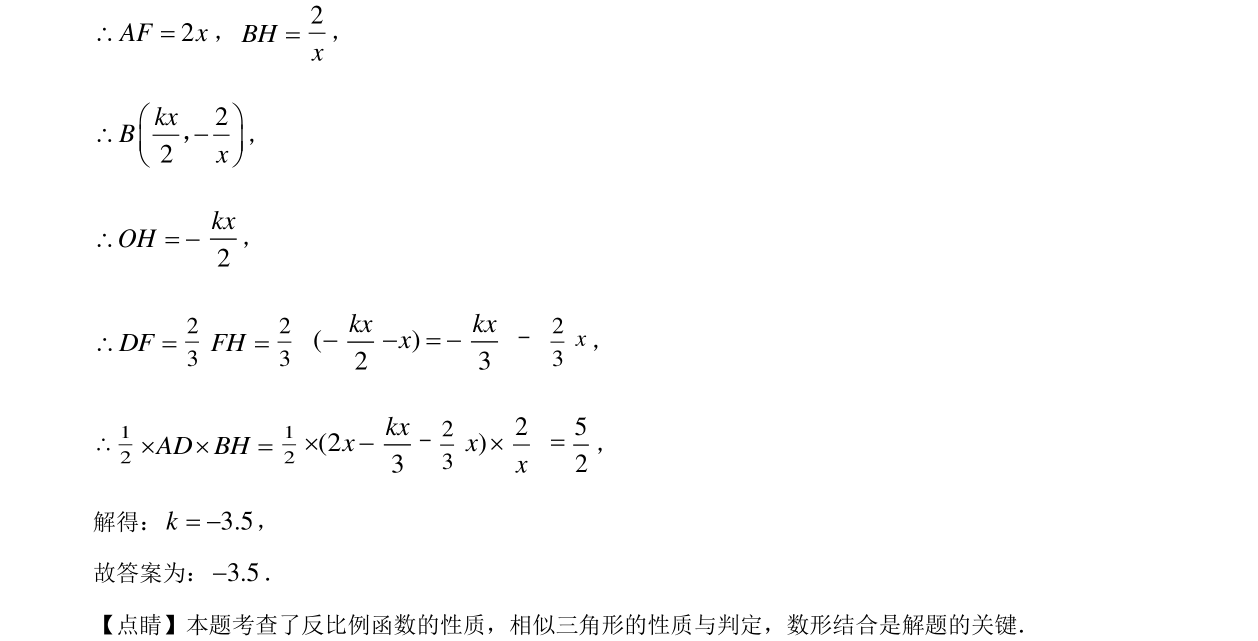 ∴AF=2x，BH=2/x，
∴B(kx/2，-2/x)，
∴OH=-kx/2，
∴DF=2/3 FH=2/3 (-kx/2-x)=-kx/3-2/3 x，
∴1/2×AD×BH=1/2×(2x-kx/3-2/3 x)×2/x=5/2，
解得：k=-3.5，
故答案为：-3.5．
【点睛】本题考查了反比例函数的性质，相似三角形的性质与判定，数形结合是解题的关键．